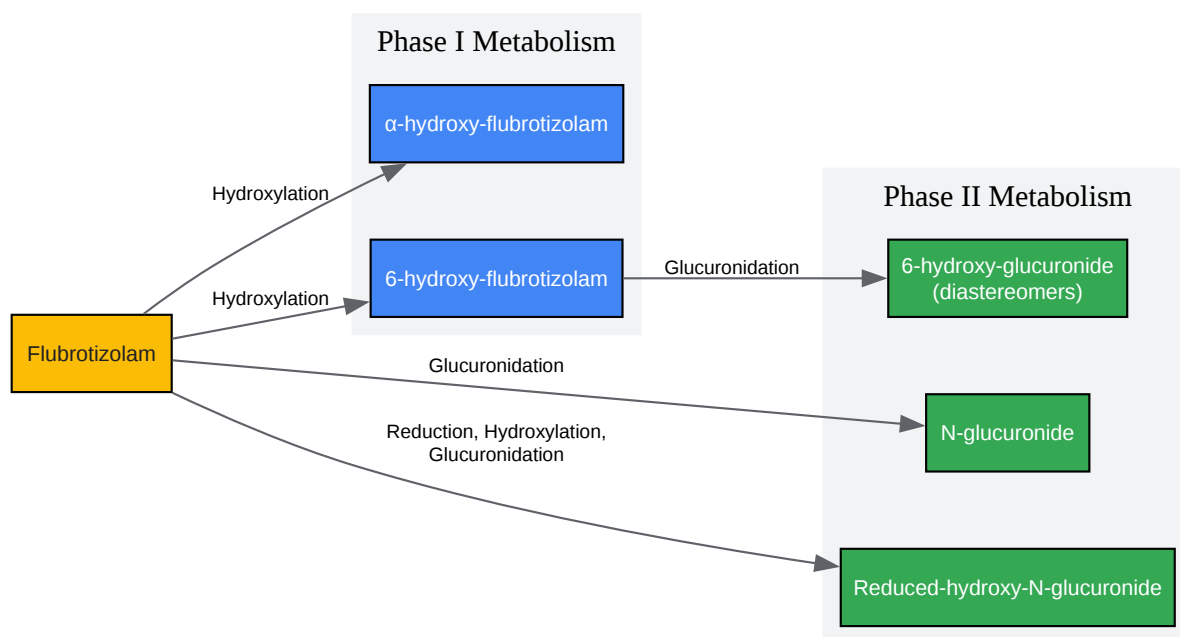 Phase I Metabolism
α-hydroxy-flubrotizolam
Hydroxylation
Phase II Metabolism
6-hydroxy-flubrotizolam
Glucuronidation
6-hydroxy-glucuronide
(diastereomers)
Hydroxylation
Flubrotizolam
Glucuronidation
N-glucuronide
Reduction, Hydroxylation,
Glucuronidation
Reduced-hydroxy-N-glucuronide